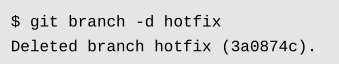 $ git branch -d hotfix
Deleted branch hotfix (3a0874c).